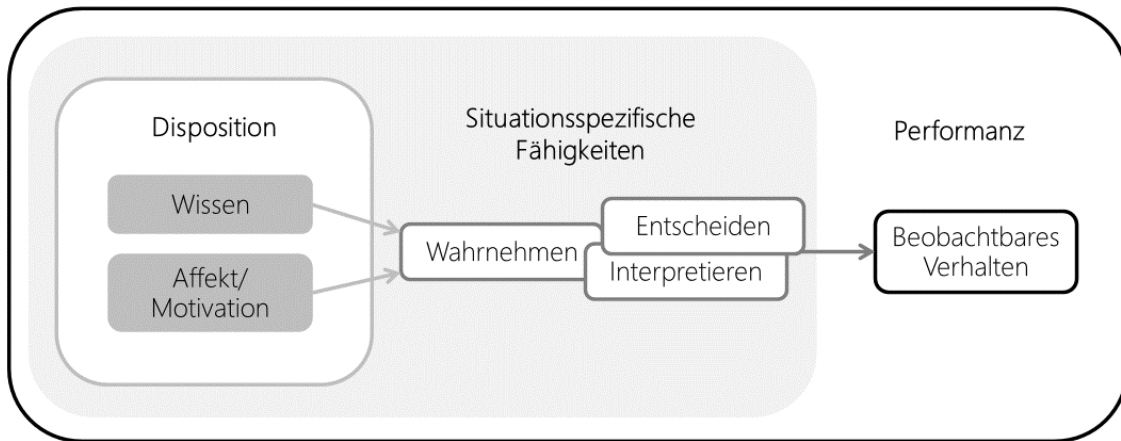 Disposition
Wissen
Affekt/
Motivation
Situationsspezifische
Fähigkeiten
Wahrnehmen
Entscheiden
Interpretieren
Performanz
Beobachtbares
Verhalten